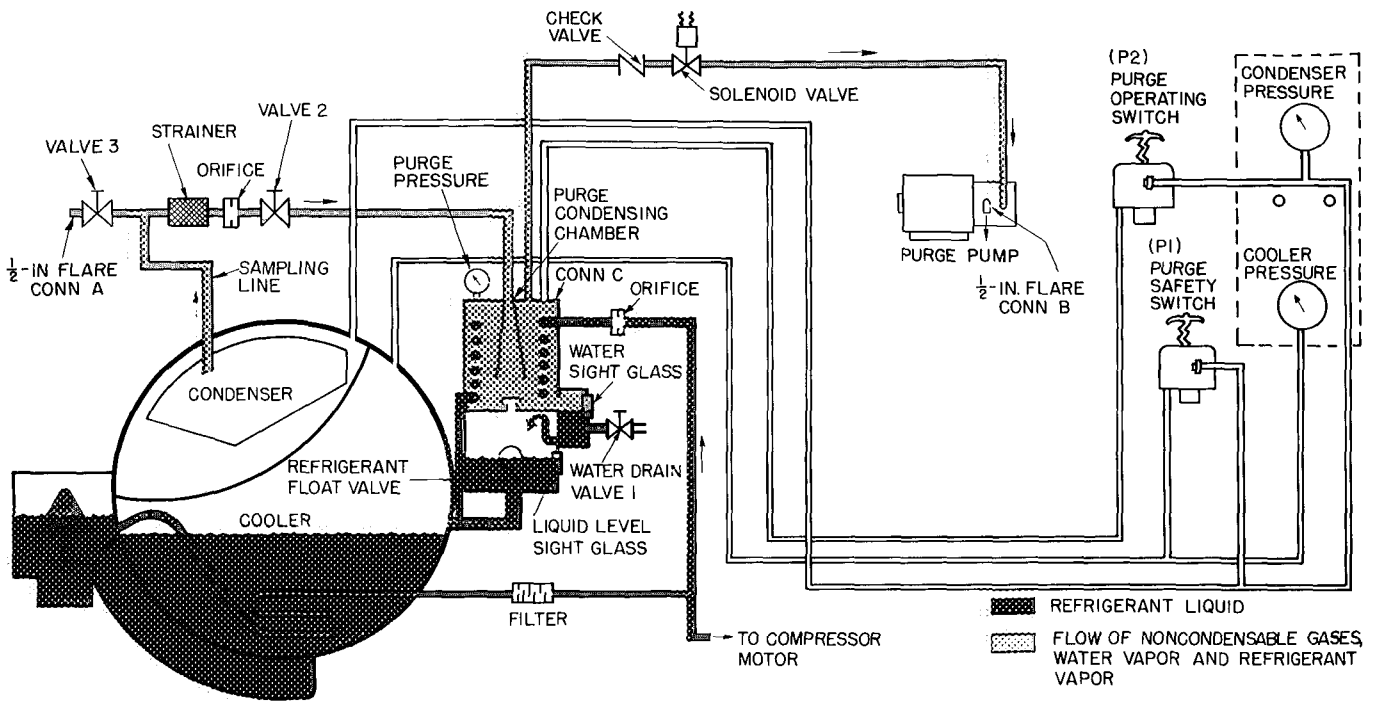 CHECK
VALVE
SOLENOID VALVE
(P2)
PURGE
OPERATING
SWITCH
CONDENSER
PRESSURE
VALVE 3
STRAINER
ORIFICE
VALVE 2
PURGE
PRESSURE
PURGE
CONDENSING
CHAMBER
1/2-IN FLARE
CONN A
SAMPLING
LINE
CONN C
ORIFICE
PURGE PUMP
1/2-IN. FLARE
CONN B
(P1)
PURGE
SAFETY
SWITCH
COOLER
PRESSURE
CONDENSER
WATER
SIGHT GLASS
REFRIGERANT
FLOAT VALVE
WATER DRAIN
VALVE 1
COOLER
LIQUID LEVEL
SIGHT GLASS
FILTER
TO COMPRESSOR
MOTOR
REFRIGERANT LIQUID
FLOW OF NONCONDENSABLE GASES,
WATER VAPOR AND REFRIGERANT
VAPOR